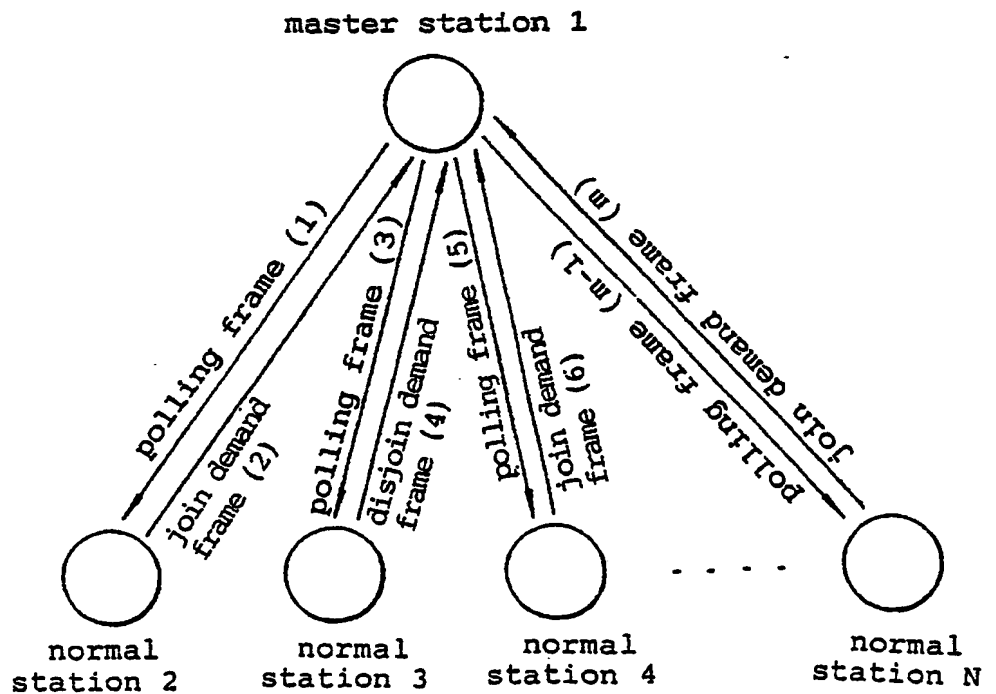 master station 1
polling frame (1)
join demand
frame (2)
polling frame (3)
disjoin demand
frame (4)
polling frame (5)
join demand
frame (6)
polling frame (m-1)
join demand frame (m)
normal
station 2
normal
station 3
normal
station 4
normal
station N